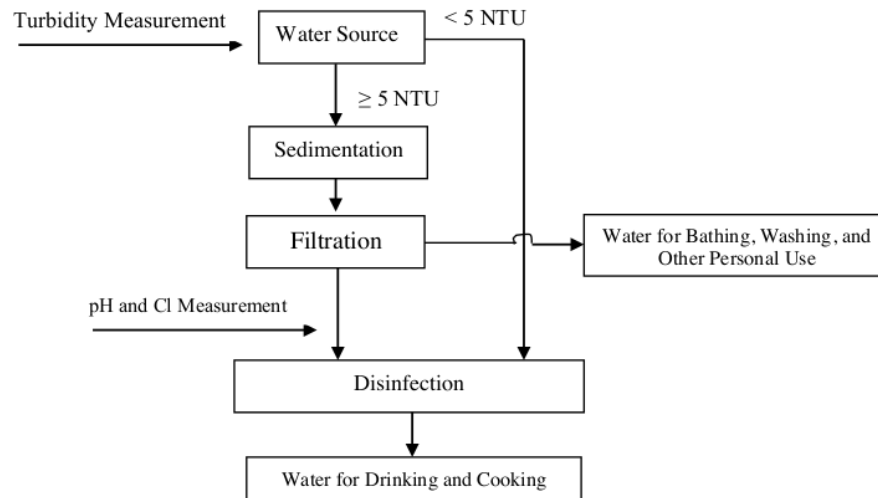 Turbidity Measurement
Water Source
< 5 NTU
≥ 5 NTU
Sedimentation
Filtration
Water for Bathing, Washing, and
Other Personal Use
pH and Cl Measurement
Disinfection
Water for Drinking and Cooking